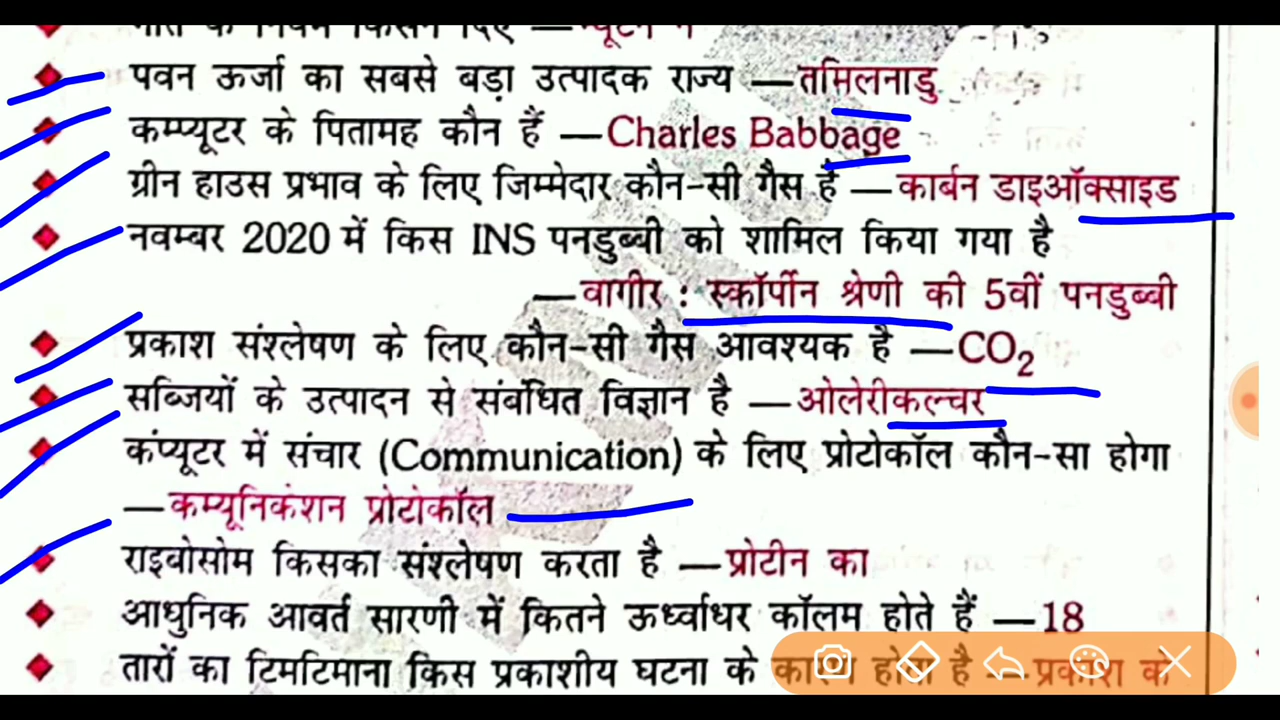 पवन ऊर्जा का सबसे बड़ा उत्पादक राज्य —तमिलनाडु
कम्प्यूटर के पितामह कौन हैं —Charles Babbage
ग्रीन हाउस प्रभाव के लिए जिम्मेदार कौन-सी गैस है —कार्बन डाइऑक्साइड
नवम्बर 2020 में किस INS पनडुब्बी को शामिल किया गया है
—वागीर : स्कॉर्पीन श्रेणी की 5वीं पनडुब्बी
प्रकाश संश्लेषण के लिए कौन-सी गैस आवश्यक है —CO₂
सब्जियों के उत्पादन से संबंधित विज्ञान है —ओलेरीकल्चर
कंप्यूटर में संचार (Communication) के लिए प्रोटोकॉल कौन-सा होगा
—कम्यूनिकेशन प्रोटोकॉल
राइबोसोम किसका संश्लेषण करता है —प्रोटीन का
आधुनिक आवर्त सारणी में कितने ऊर्ध्वाधर कॉलम होते हैं —18
तारों का टिमटिमाना किस प्रकाशीय घटना के कारण होता है —प्रकाश के